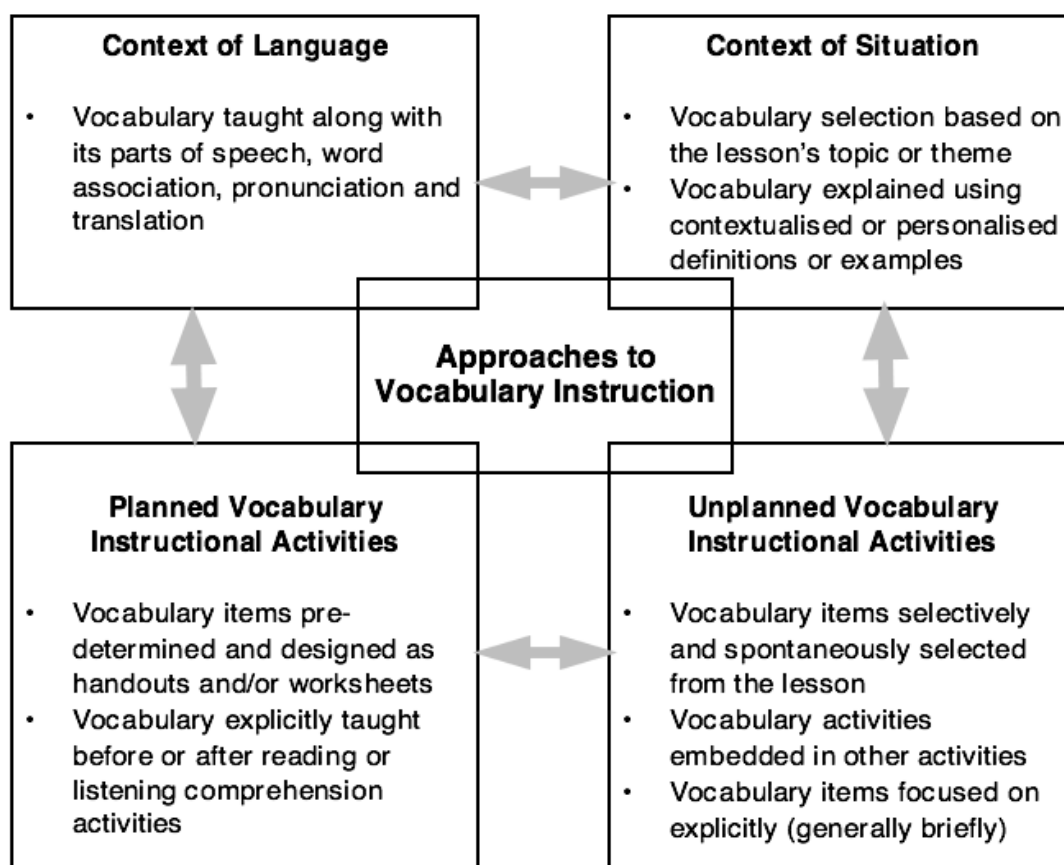 Context of Language
• Vocabulary taught along with
its parts of speech, word
association, pronunciation and
translation
Context of Situation
• Vocabulary selection based on
the lesson's topic or theme
• Vocabulary explained using
contextualised or personalised
definitions or examples
Approaches to
Vocabulary Instruction
Planned Vocabulary
Instructional Activities
• Vocabulary items pre-
determined and designed as
handouts and/or worksheets
• Vocabulary explicitly taught
before or after reading or
listening comprehension
activities
Unplanned Vocabulary
Instructional Activities
• Vocabulary items selectively
and spontaneously selected
from the lesson
• Vocabulary activities
embedded in other activities
• Vocabulary items focused on
explicitly (generally briefly)